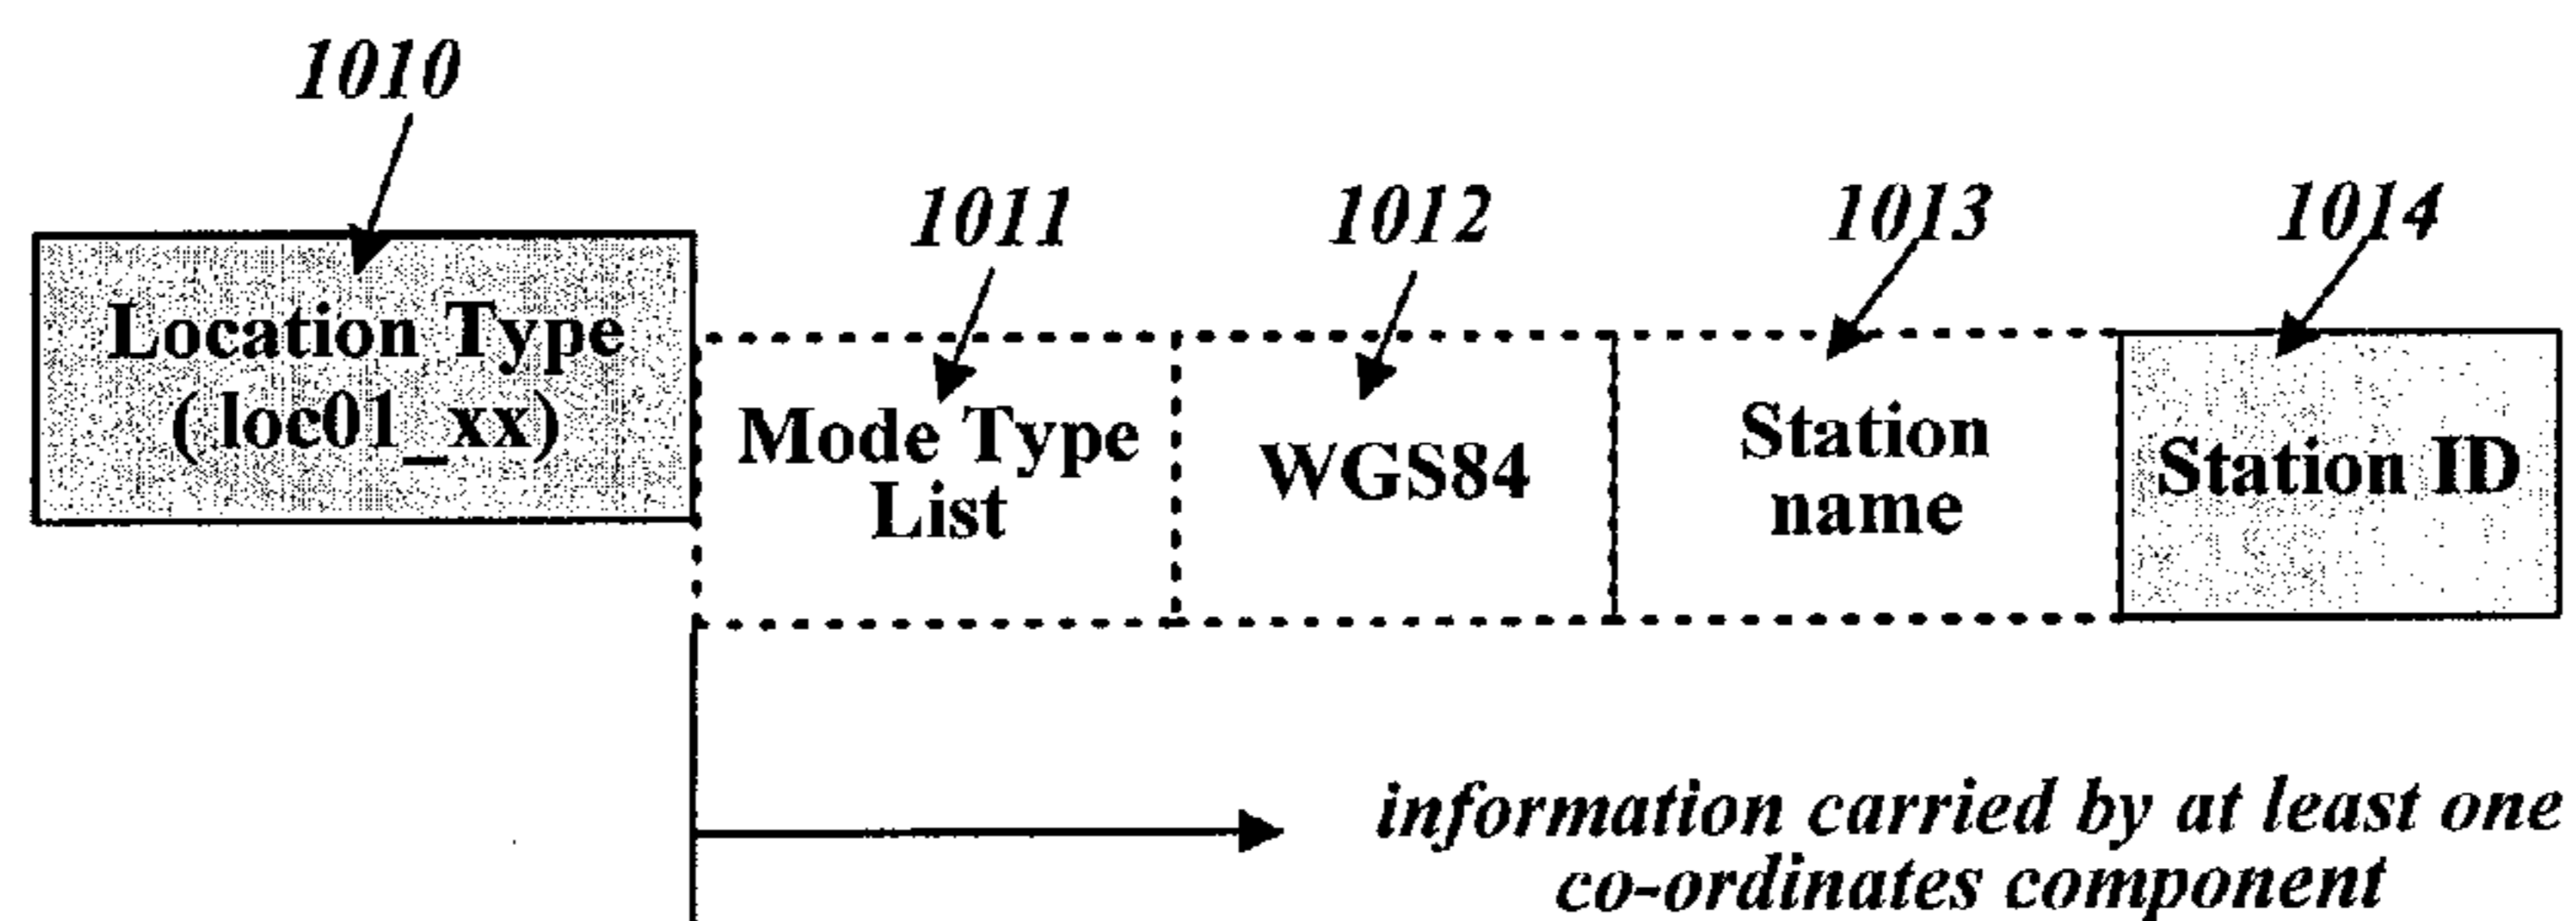 1010
1011
1012
1013
1014
Location Type
( loc01_xx)
Mode Type
List
WGS84
Station
name
Station ID
information carried by at least one
co-ordinates component